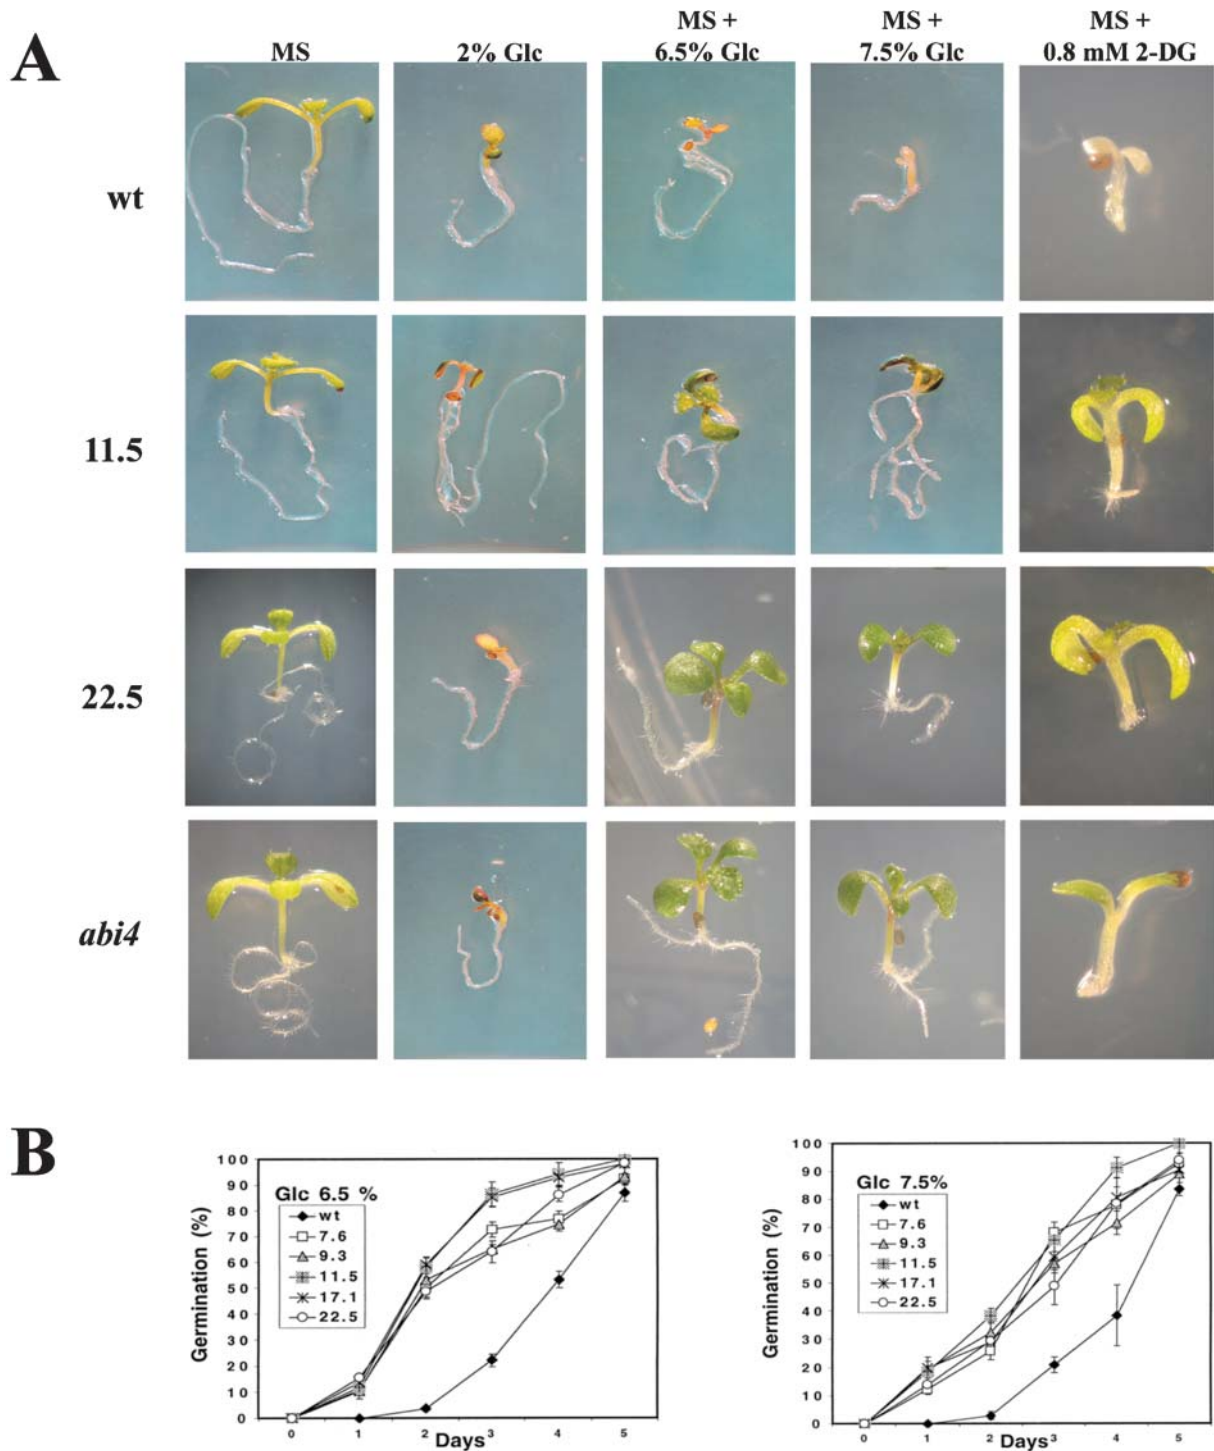 A
MS
2% Glc
MS +
6.5% Glc
MS +
7.5% Glc
MS +
0.8 mM 2-DG
wt
11.5
22.5
abi4
B
Germination (%)
100
90
80
70
60
50
40
30
20
10
0
Glc 6.5 %
wt
7.6
9.3
11.5
17.1
22.5
0 1 2 3 4 5
Days
Germination (%)
100
90
80
70
60
50
40
30
20
10
0
Glc 7.5%
wt
7.6
9.3
11.5
17.1
22.5
0 1 2 3 4 5
Days